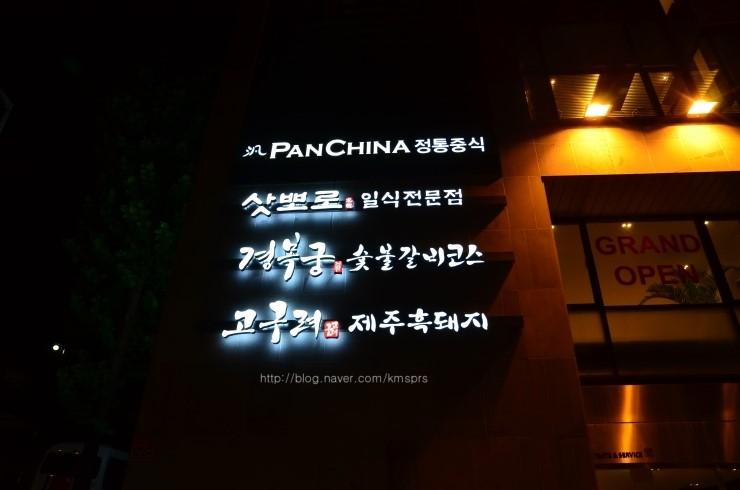 PANCHINA 정통중식
삿뽀로 일식전문점
경복궁 숯불갈비코스
고구려 제주흑돼지
GRAND
OPEN
http://blog.naver.com/kmsprs
& SERVICE